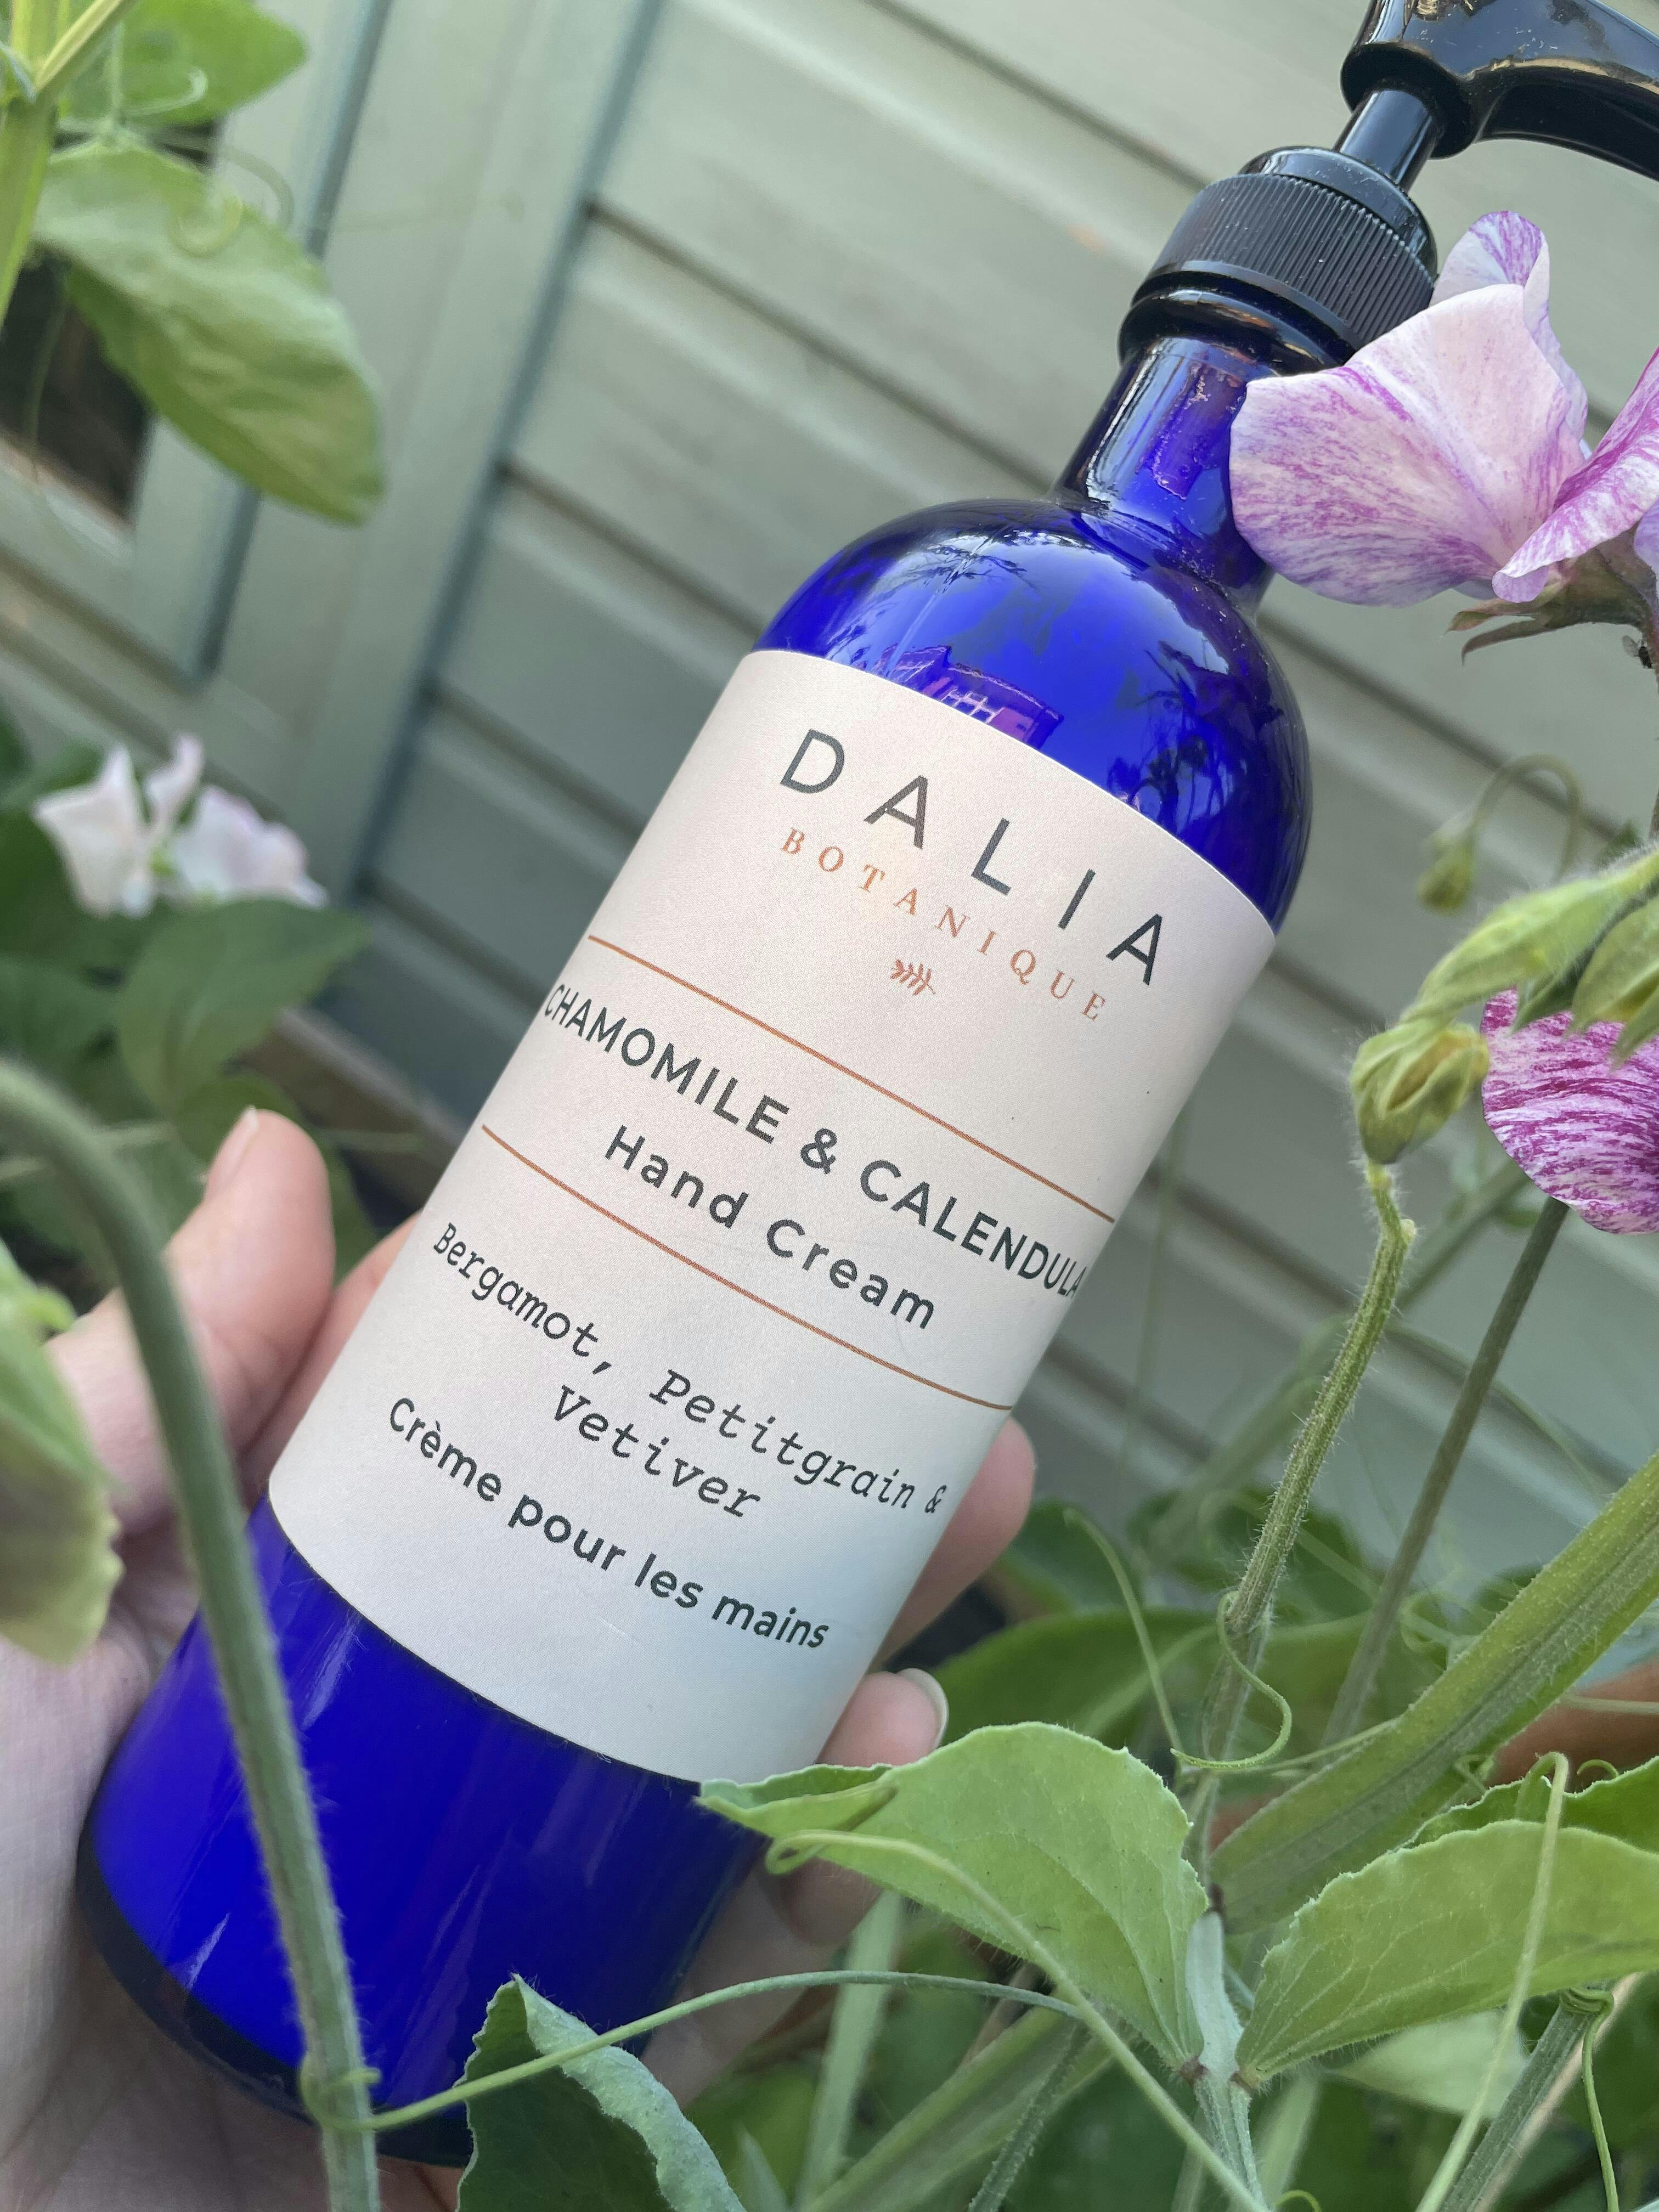 DALIA
BOTANIQUE
CHAMOMILE & CALENDULA
Hand Cream
Bergamot, Petitgrain &
Vetiver
Crème pour les mains